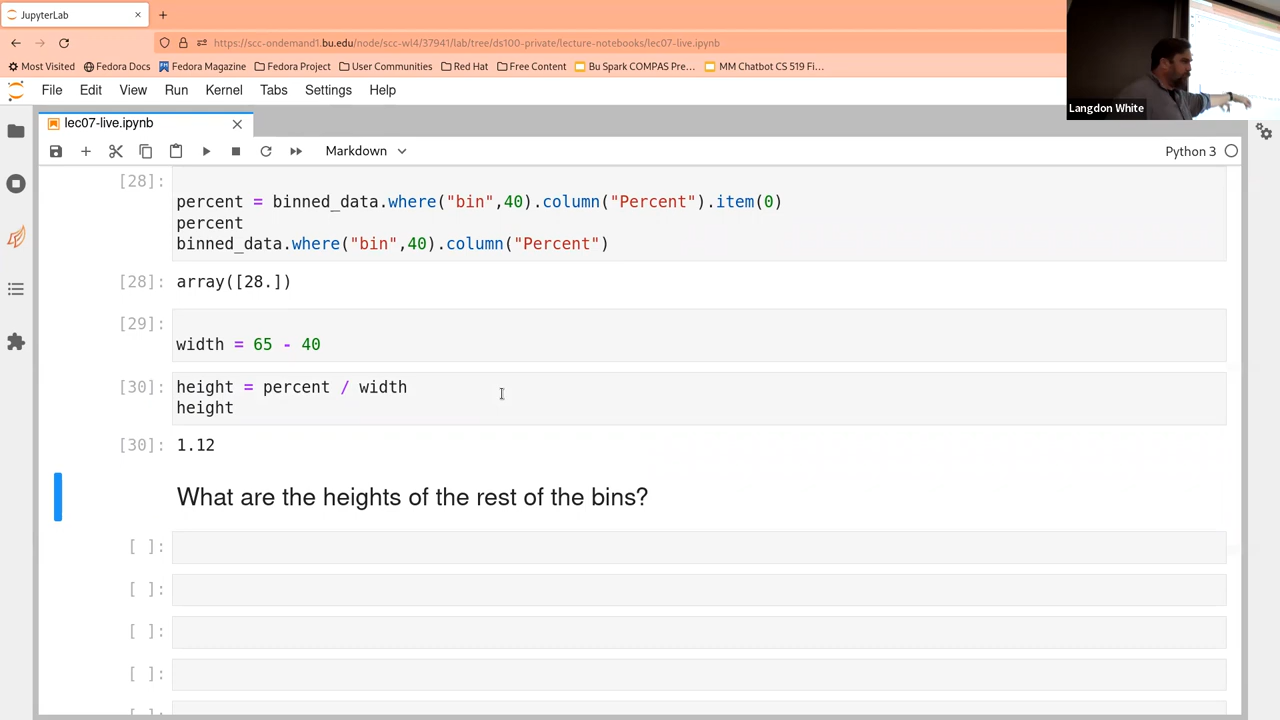 JupyterLab
https://scc-ondemand1.bu.edu/node/scc-wl4/37941/lab/tree/ds100-private/lecture-notebooks/lec07-live.ipynb
Most Visited Fedora Docs Fedora Magazine Fedora Project User Communities Red Hat Free Content Bu Spark COMPAS Pre… MM Chatbot CS 519 Fi…
Langdon White
File Edit View Run Kernel Tabs Settings Help
lec07-live.ipynb
Markdown Python 3
[28]
percent = binned_data.where("bin",40).column("Percent").item(0)
percent
binned_data.where("bin",40).column("Percent")
[28]: array([28.])
[29]:
width = 65 - 40
[30]: height = percent / width
height
[30]: 1.12
What are the heights of the rest of the bins?
[ ]:
[ ]:
[ ]:
[ ]:
[ ]: